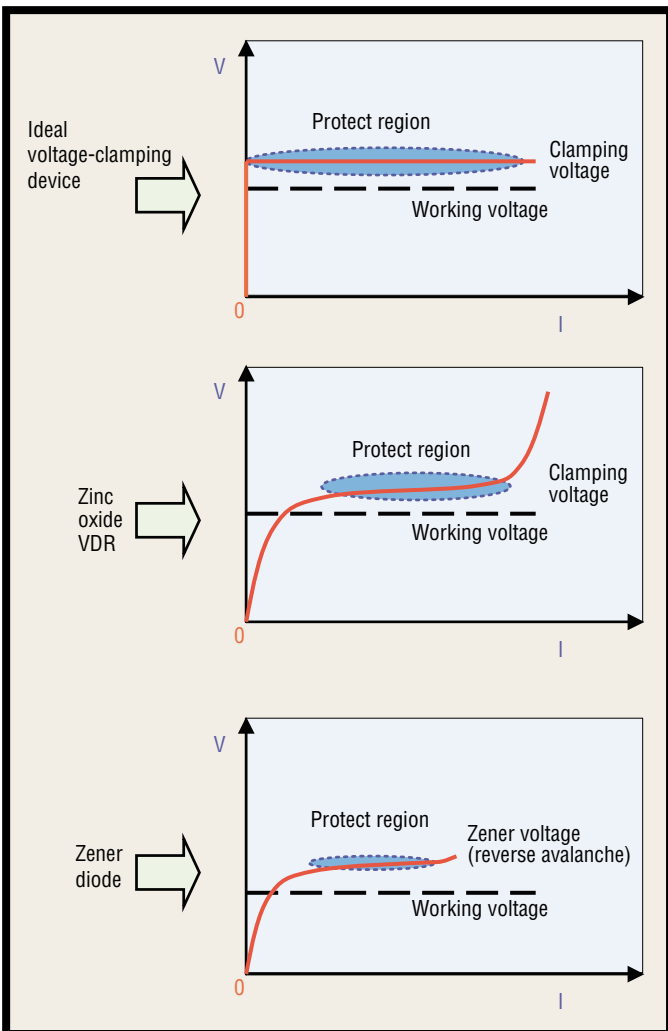 V
Ideal
voltage-clamping
device
Protect region
Clamping
voltage
Working voltage
0
I
V
Zinc
oxide
VDR
Protect region
Clamping
voltage
Working voltage
0
I
V
Zener
diode
Protect region
Zener voltage
(reverse avalanche)
Working voltage
0
I